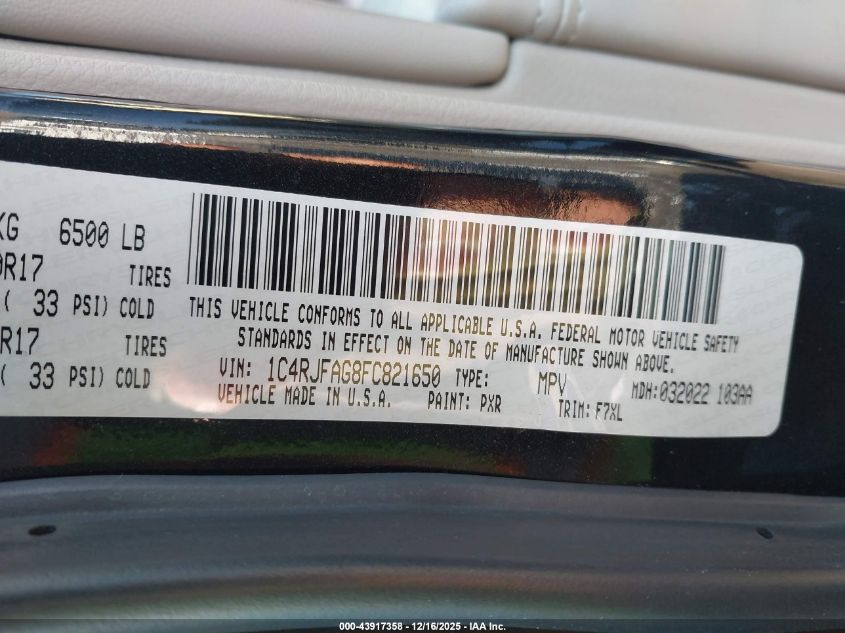 KG 6500 LB
0R17 TIRES
( 33 PSI) COLD
R17 TIRES
( 33 PSI) COLD
THIS VEHICLE CONFORMS TO ALL APPLICABLE U.S.A. FEDERAL MOTOR VEHICLE SAFETY
STANDARDS IN EFFECT ON THE DATE OF MANUFACTURE SHOWN ABOVE.
VIN: 1C4RJFAG8FC821650 TYPE: MPV MDH:032022 103AA
VEHICLE MADE IN U.S.A. PAINT: PXR TRIM: F7XL
000-43917358 - 12/16/2025 - IAA Inc.